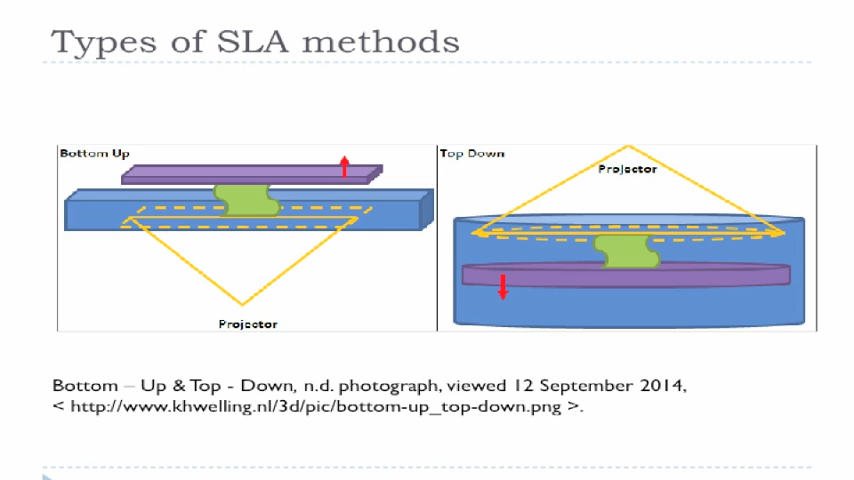 Types of SLA methods
Bottom Up
Top Down
Projector
Projector
Bottom – Up & Top - Down, n.d. photograph, viewed 12 September 2014,
< http://www.khwelling.nl/3d/pic/bottom-up_top-down.png >.